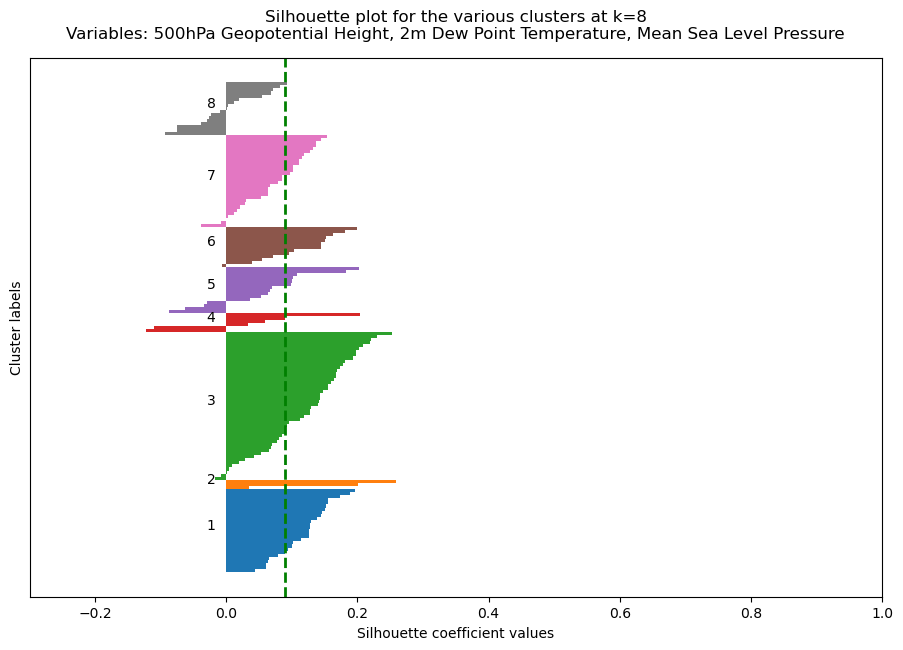 Silhouette plot for the various clusters at k=8
Variables: 500hPa Geopotential Height, 2m Dew Point Temperature, Mean Sea Level Pressure
Cluster labels
8
7
6
5
4
3
2
1
−0.2 0.0 0.2 0.4 0.6 0.8 1.0
Silhouette coefficient values